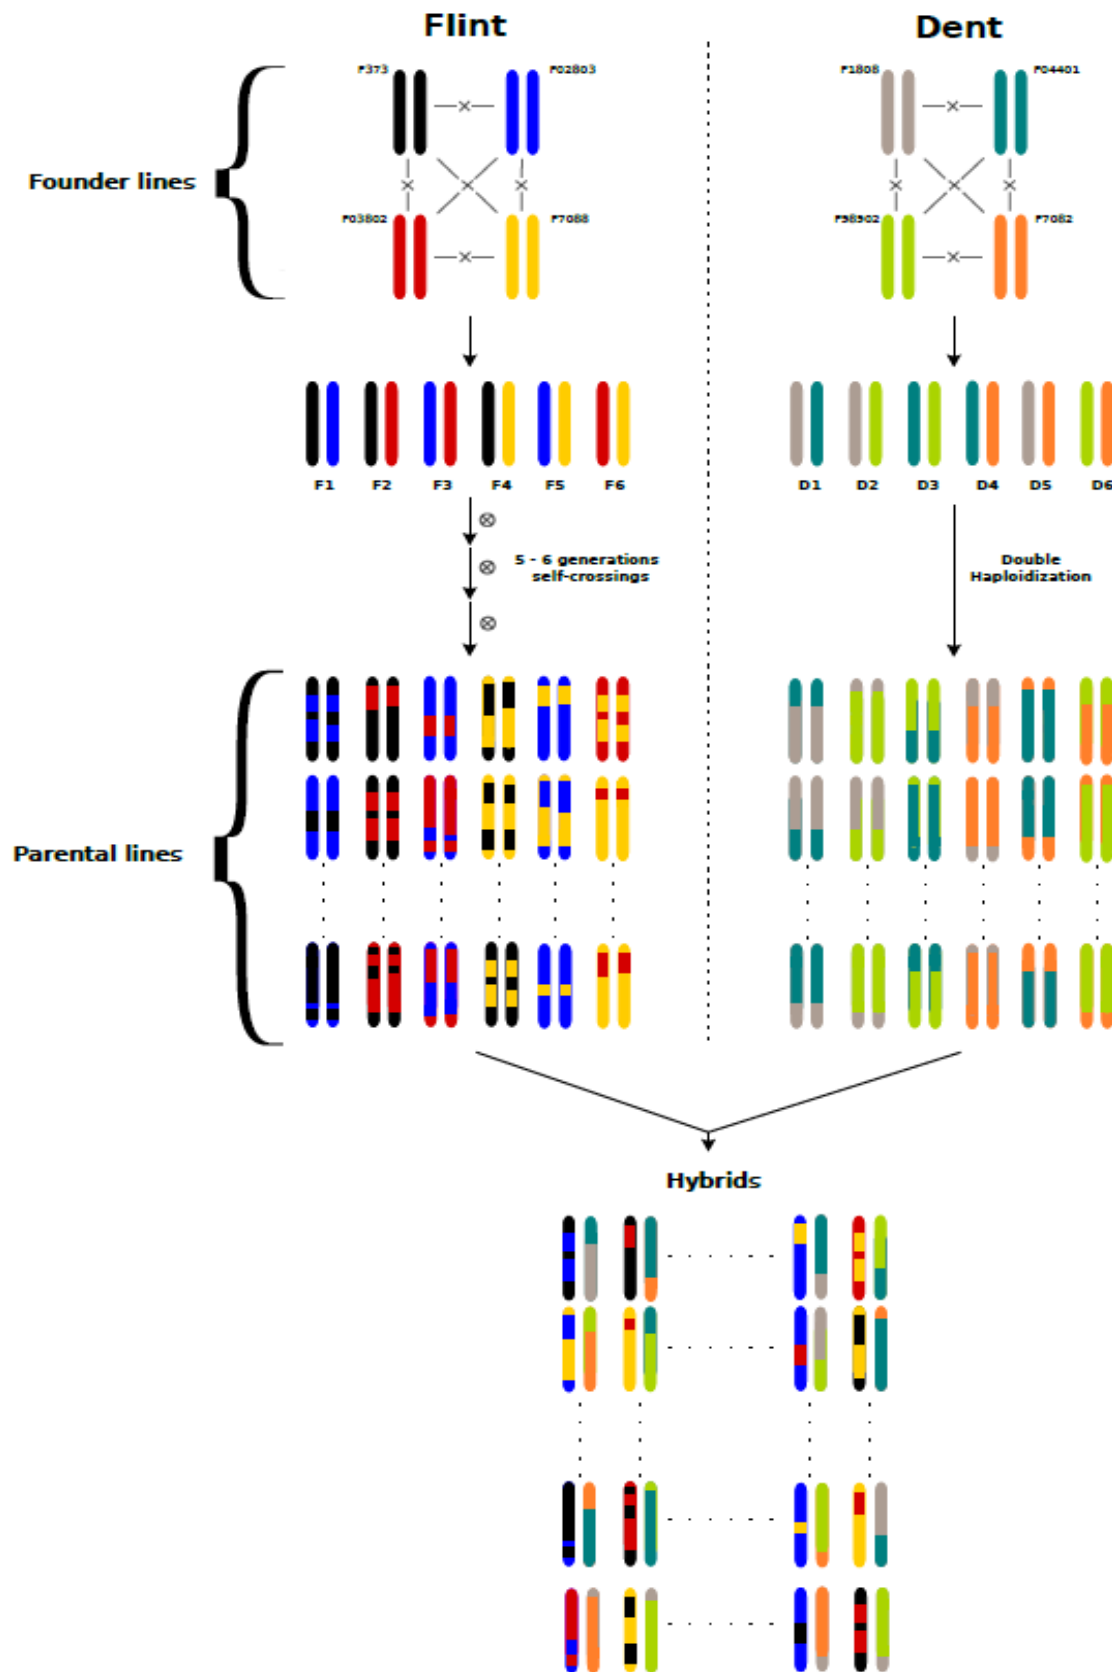 Flint
Dent
F373
F02803
F1808
F04401
Founder lines
F03802
F7088
F98902
F7082
F1
F2
F3
F4
F5
F6
D1
D2
D3
D4
D5
D6
5 - 6 generations
self-crossings
Double
Haploidization
Parental lines
Hybrids